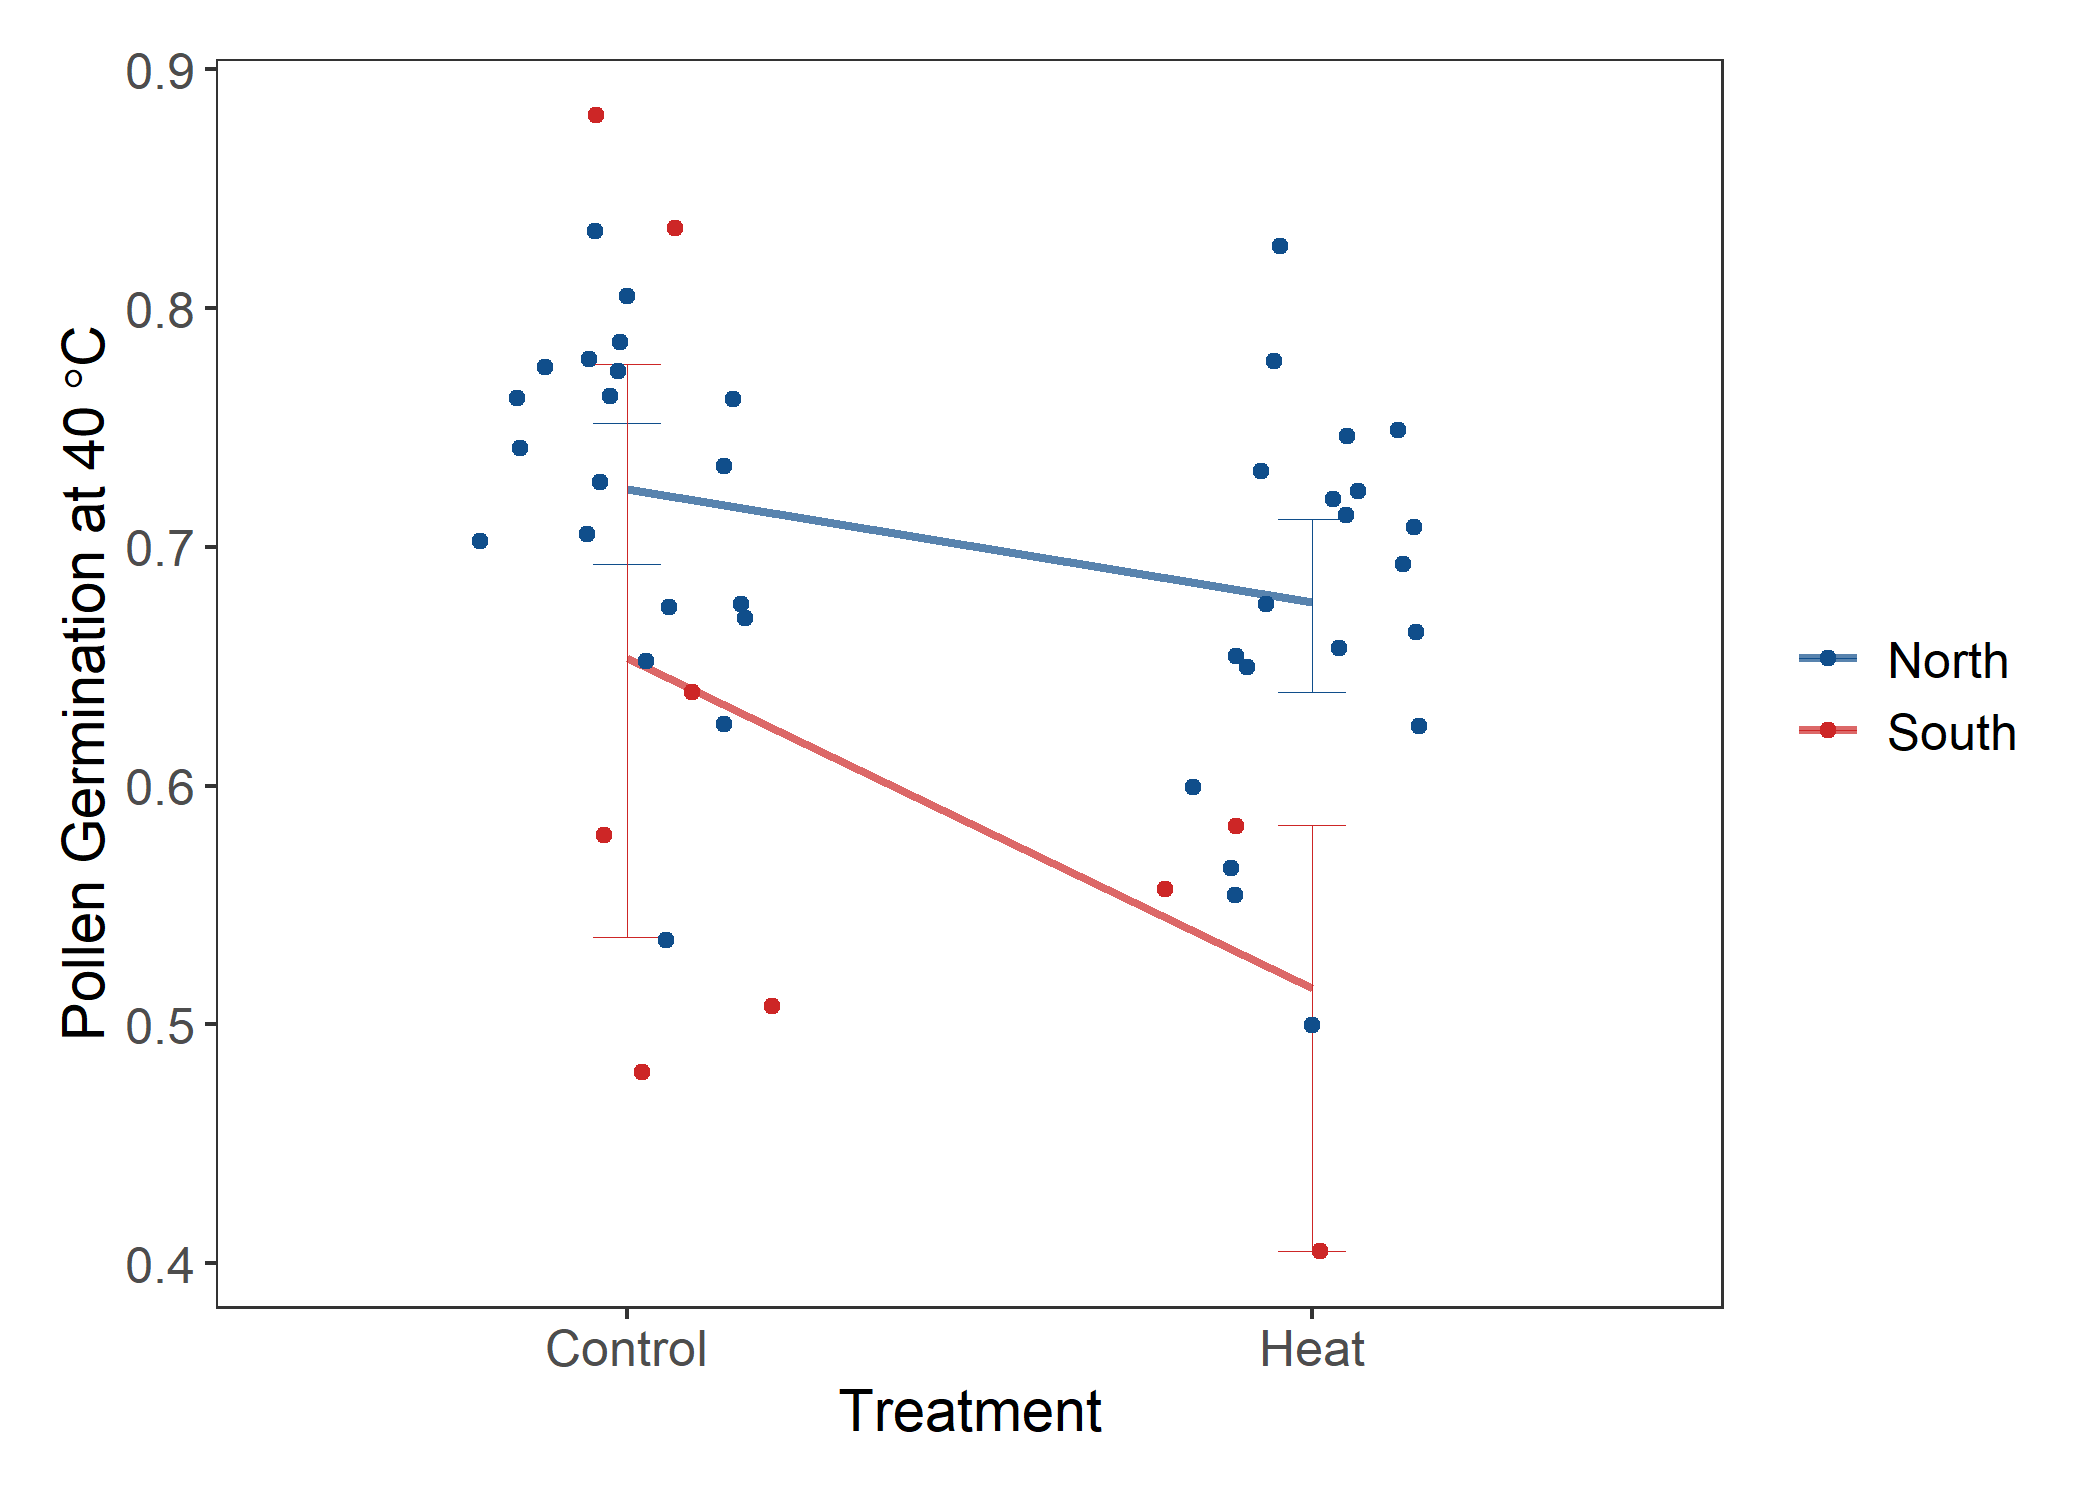 Pollen Germination at 40 °C
0.9
0.8
0.7
0.6
0.5
0.4
Control
Heat
Treatment
North
South